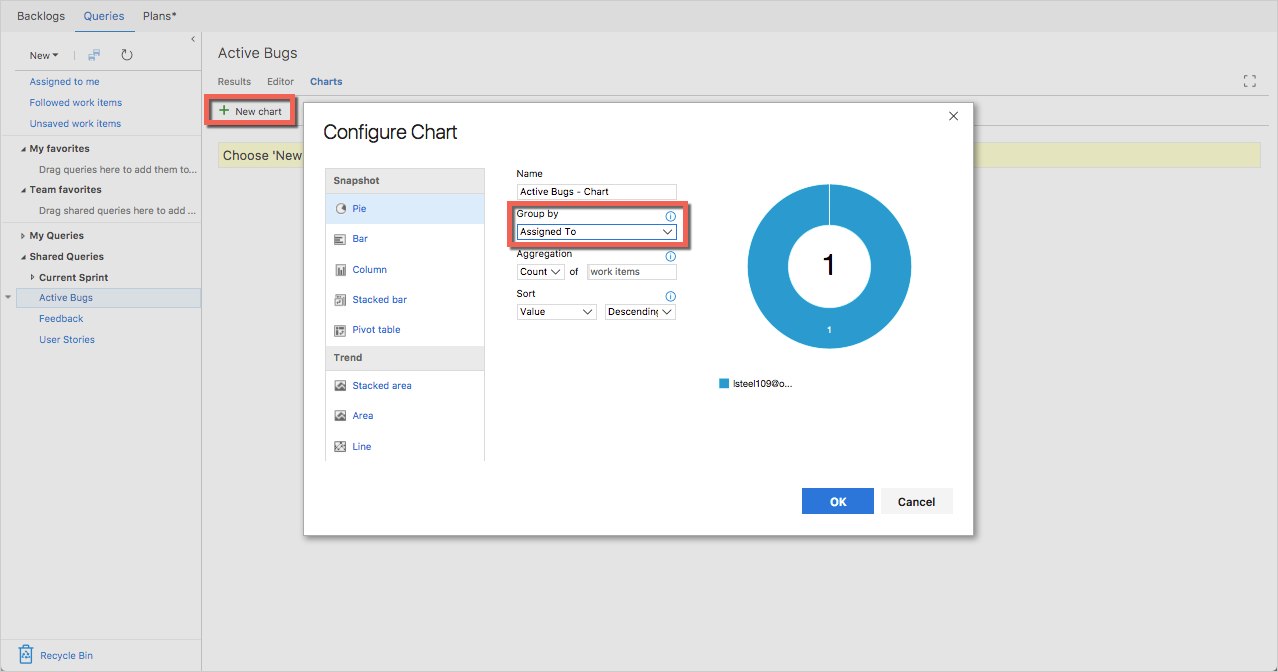 Backlogs Queries Plans*
New
Assigned to me
Followed work items
Unsaved work items
My favorites
Drag queries here to add them to...
Team favorites
Drag shared queries here to add ...
My Queries
Shared Queries
Current Sprint
Active Bugs
Feedback
User Stories
Recycle Bin
Active Bugs
Results Editor Charts
New chart
Choose 'New
Configure Chart
Snapshot
Pie
Bar
Column
Stacked bar
Pivot table
Trend
Stacked area
Area
Line
Name
Active Bugs - Chart
Group by
Assigned To
Aggregation
Count of work items
Sort
Value Descending
1
1
lsteel109@o...
OK Cancel